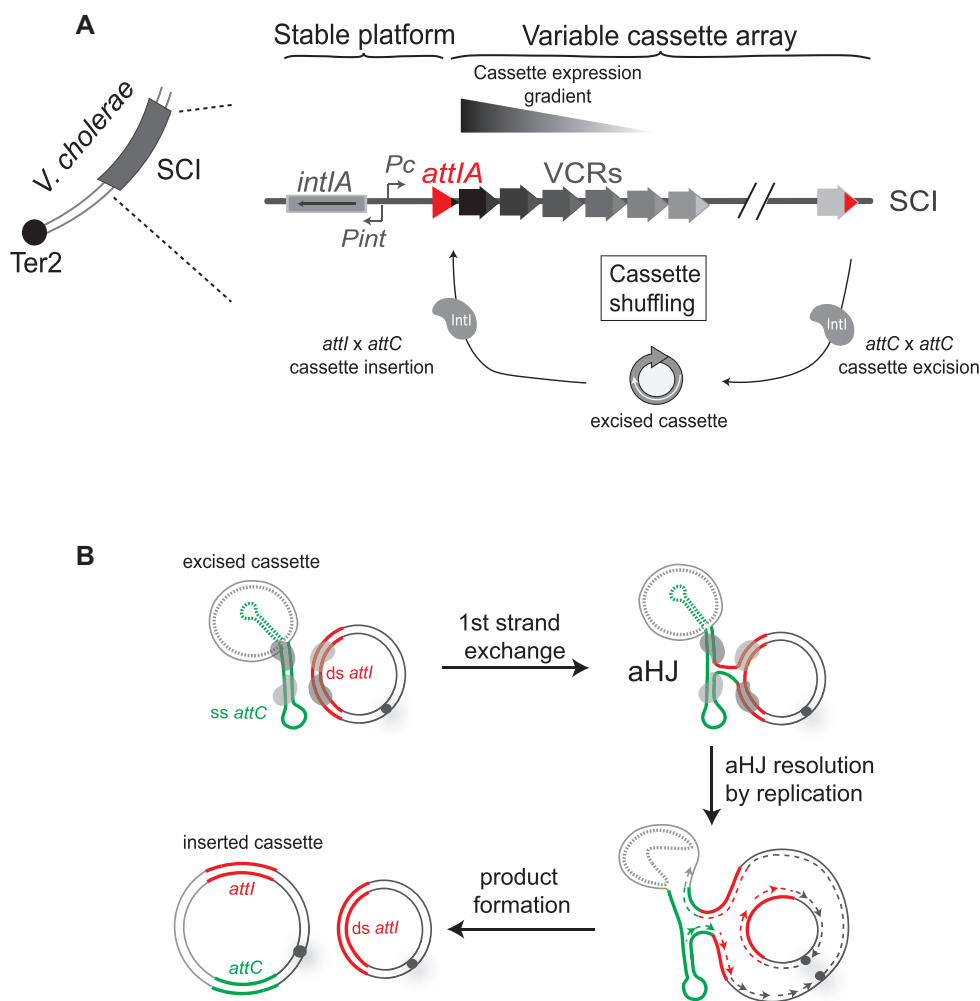 A
Stable platform
Variable cassette array
Cassette expression
gradient
V. cholerae
SCI
Ter2
intIA
Pc
Pint
attIA
VCRs
SCI
Cassette
shuffling
IntI
IntI
attI x attC
cassette insertion
attC x attC
cassette excision
excised cassette
B
excised cassette
ss attC
ds attI
1st strand
exchange
aHJ
aHJ resolution
by replication
inserted cassette
attI
attC
ds attI
product
formation